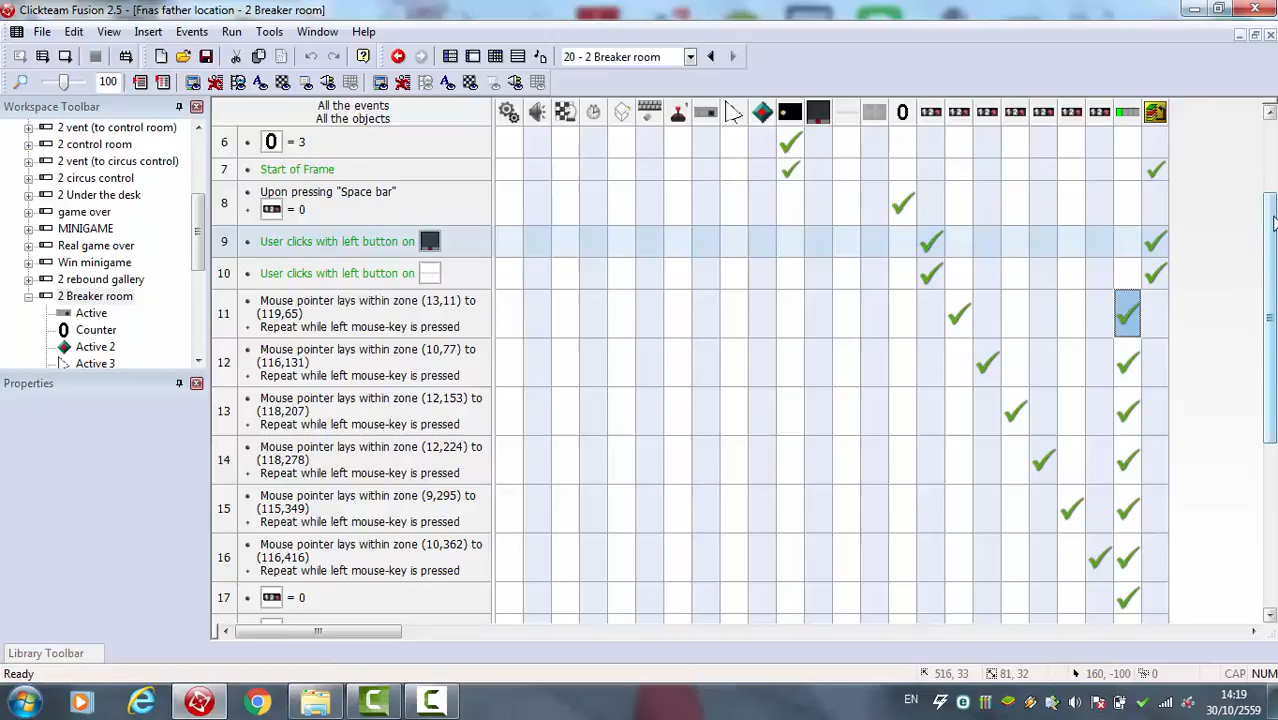 Clickteam Fusion 2.5 - [Fnas father location - 2 Breaker room]
File Edit View Insert Events Run Tools Window Help
20 - 2 Breaker room
100
Workspace Toolbar
2 vent (to control room)
2 control room
2 vent (to circus control)
2 circus control
2 Under the desk
game over
MINIGAME
Real game over
Win minigame
2 rebound gallery
2 Breaker room
Active
Counter
Active 2
Active 3
Properties
Library Toolbar
All the events
All the objects
6 0 = 3
7 Start of Frame
8 Upon pressing "Space bar"
= 0
9 User clicks with left button on
10 User clicks with left button on
11 Mouse pointer lays within zone (13,11) to
(119,65)
Repeat while left mouse-key is pressed
12 Mouse pointer lays within zone (10,77) to
(116,131)
Repeat while left mouse-key is pressed
13 Mouse pointer lays within zone (12,153) to
(118,207)
Repeat while left mouse-key is pressed
14 Mouse pointer lays within zone (12,224) to
(118,278)
Repeat while left mouse-key is pressed
15 Mouse pointer lays within zone (9,295) to
(115,349)
Repeat while left mouse-key is pressed
16 Mouse pointer lays within zone (10,362) to
(116,416)
Repeat while left mouse-key is pressed
17 = 0
Ready
516, 33 81, 32 160, -100 0 CAP NUM
EN 14:19
30/10/2559